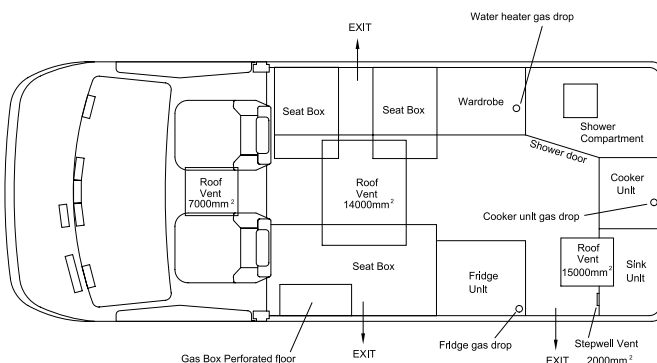 Water heater gas drop
EXIT
Seat Box
Seat Box
Wardrobe
Shower
Compartment
Shower door
Roof
Vent
7000mm²
Roof
Vent
14000mm²
Cooker
Unit
Cooker unit gas drop
Seat Box
Fridge
Unit
Roof
Vent
15000mm²
Sink
Unit
Gas Box Perforated floor
EXIT
Fridge gas drop
EXIT
Stepwell Vent
2000mm²